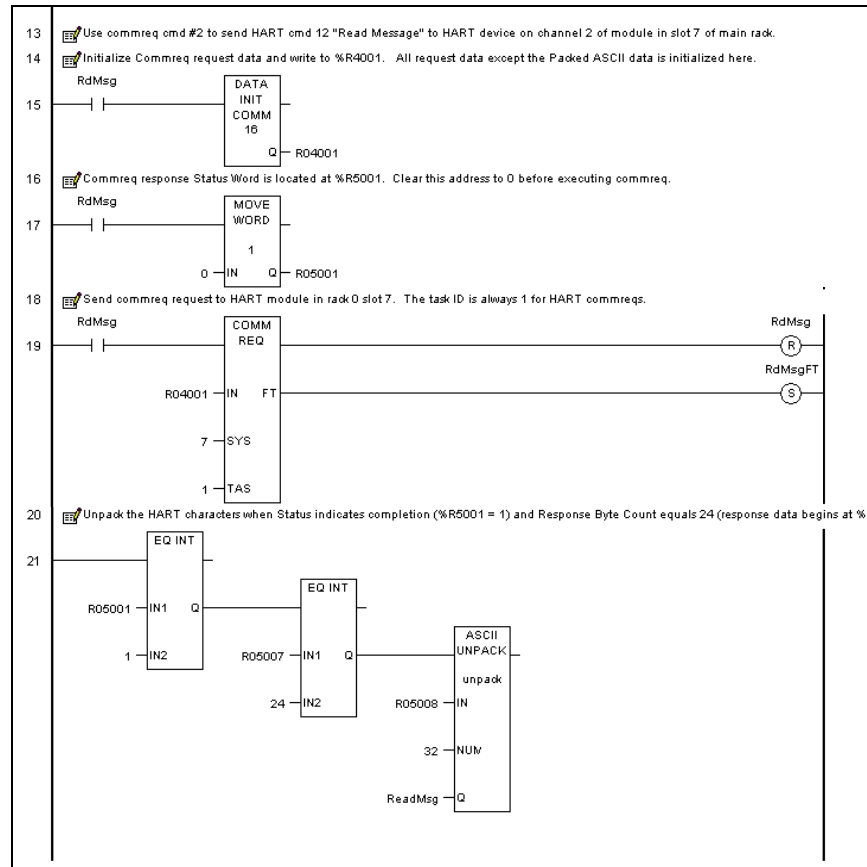 13 Use commreq cmd #2 to send HART cmd 12 "Read Message" to HART device on channel 2 of module in slot 7 of main rack.
14 Initialize Commreq request data and write to %R4001. All request data except the Packed ASCII data is initialized here.
RdMsg
15
DATA
INIT
COMM
16
Q R04001
16 Commreq response Status Word is located at %R5001. Clear this address to 0 before executing commreq.
RdMsg
17
MOVE
WORD
1
0 IN Q R05001
18 Send commreq request to HART module in rack 0 slot 7. The task ID is always 1 for HART commreqs.
RdMsg
19
COMM
REQ
RdMsg
R
RdMsgFT
R04001 IN FT
S
7 SYS
1 TAS
20 Unpack the HART characters when Status indicates completion (%R5001 = 1) and Response Byte Count equals 24 (response data begins at %
21
EQ INT
R05001 IN1 Q
1 IN2
EQ INT
R05007 IN1 Q
24 IN2
ASCII
UNPACK
unpack
R05008 IN
32 NUM
ReadMsg Q